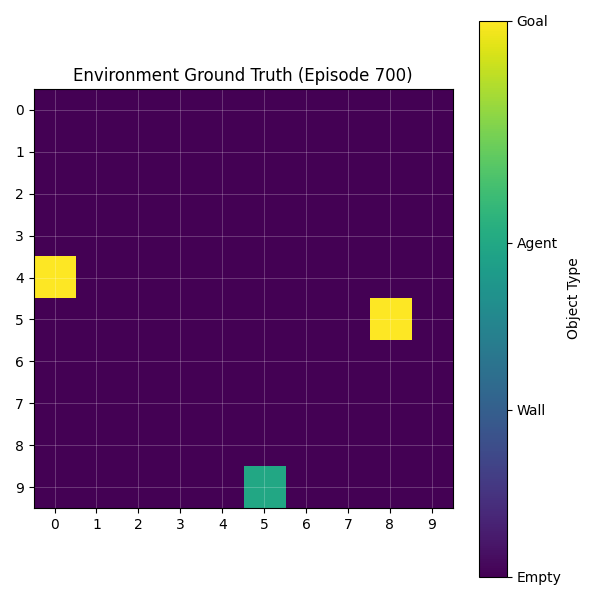 Environment Ground Truth (Episode 700)
0
1
2
3
4
5
6
7
8
9
0 1 2 3 4 5 6 7 8 9
Goal
Agent
Wall
Empty
Object Type